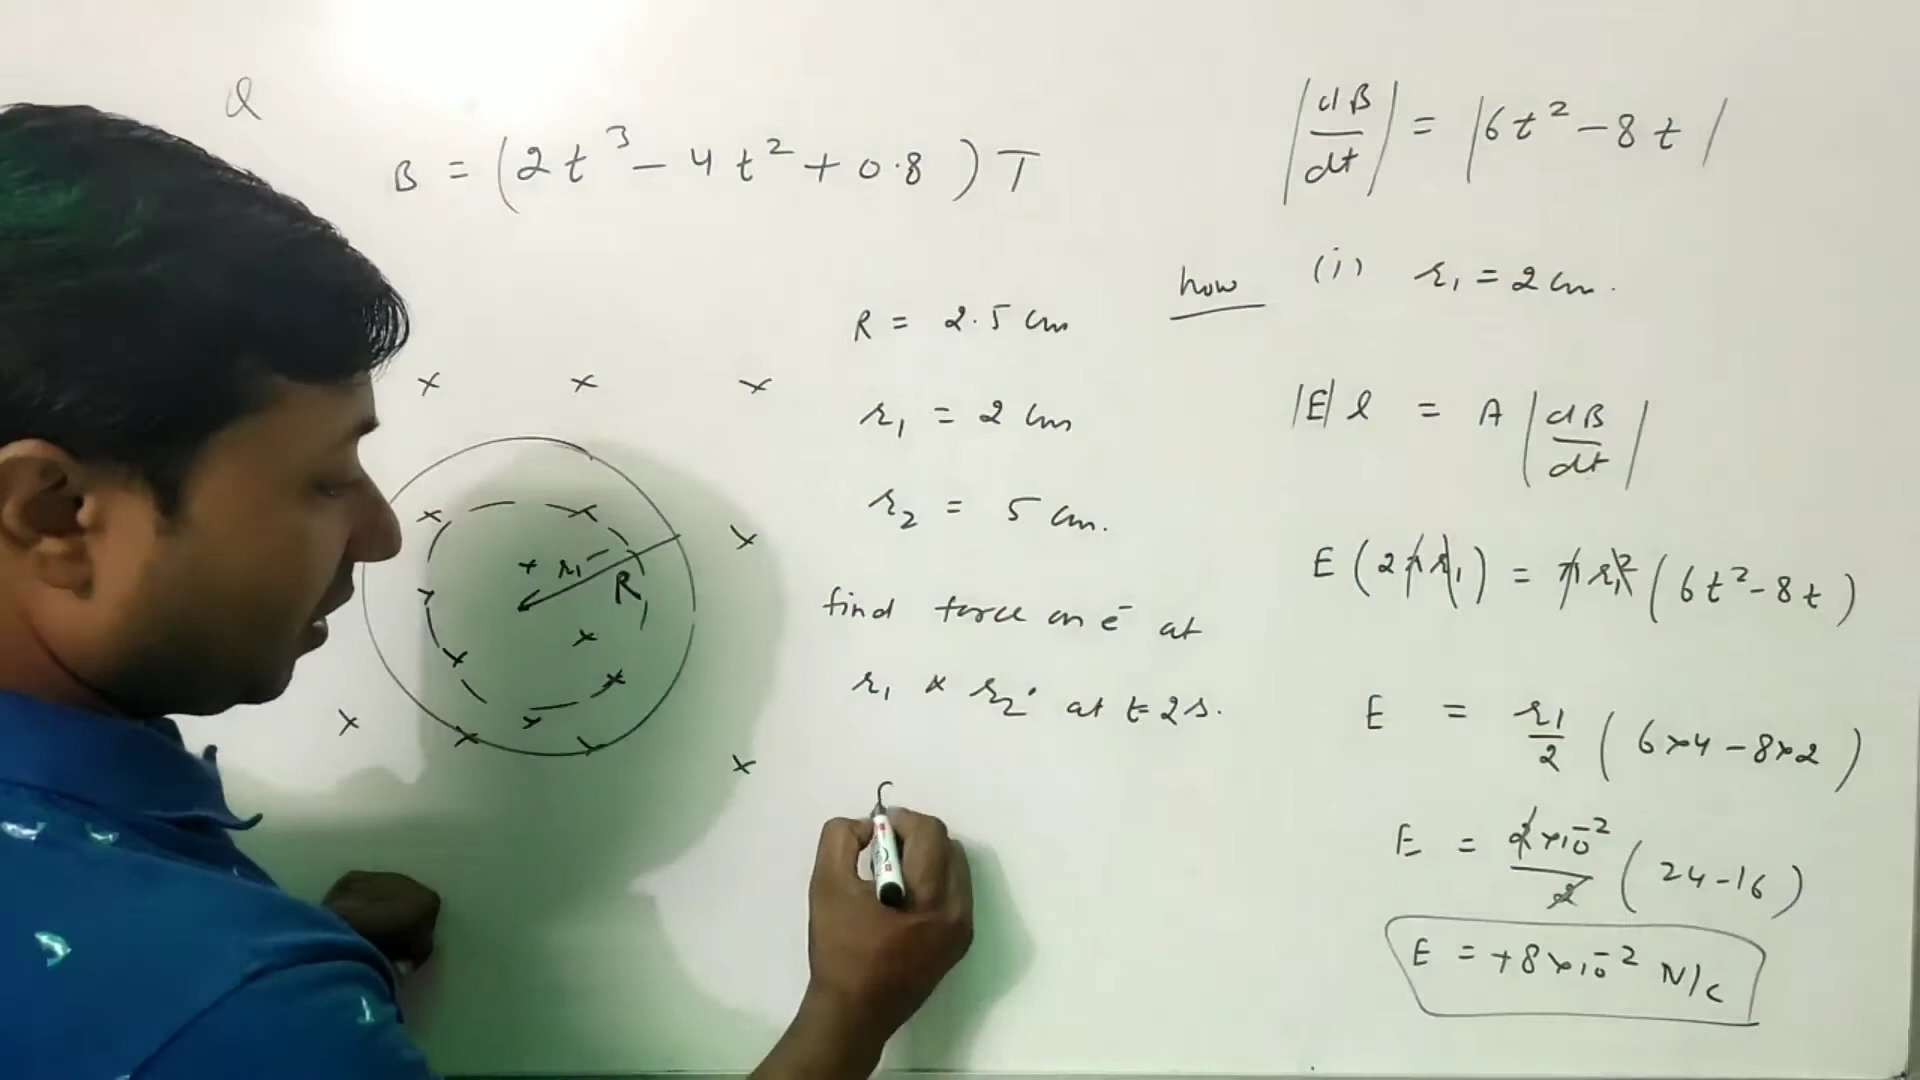 Q
B = (2t³ - 4t² + 0.8) T
R = 2.5 cm
r₁ = 2 cm
r₂ = 5 cm.
find force on e⁻ at
r₁ & r₂ at t=2s.
× × ×
× × ×
× r₁
× R
×
× ×
× × × ×
×
|dB/dt| = |6t² - 8t|
now (i) r₁ = 2 cm.
|E| l = A |dB/dt|
E (2πr₁) = πr₁² (6t² - 8t)
E = r₁/2 (6×4 - 8×2)
E = 2×10⁻²/2 (24-16)
E = +8×10⁻² N/C